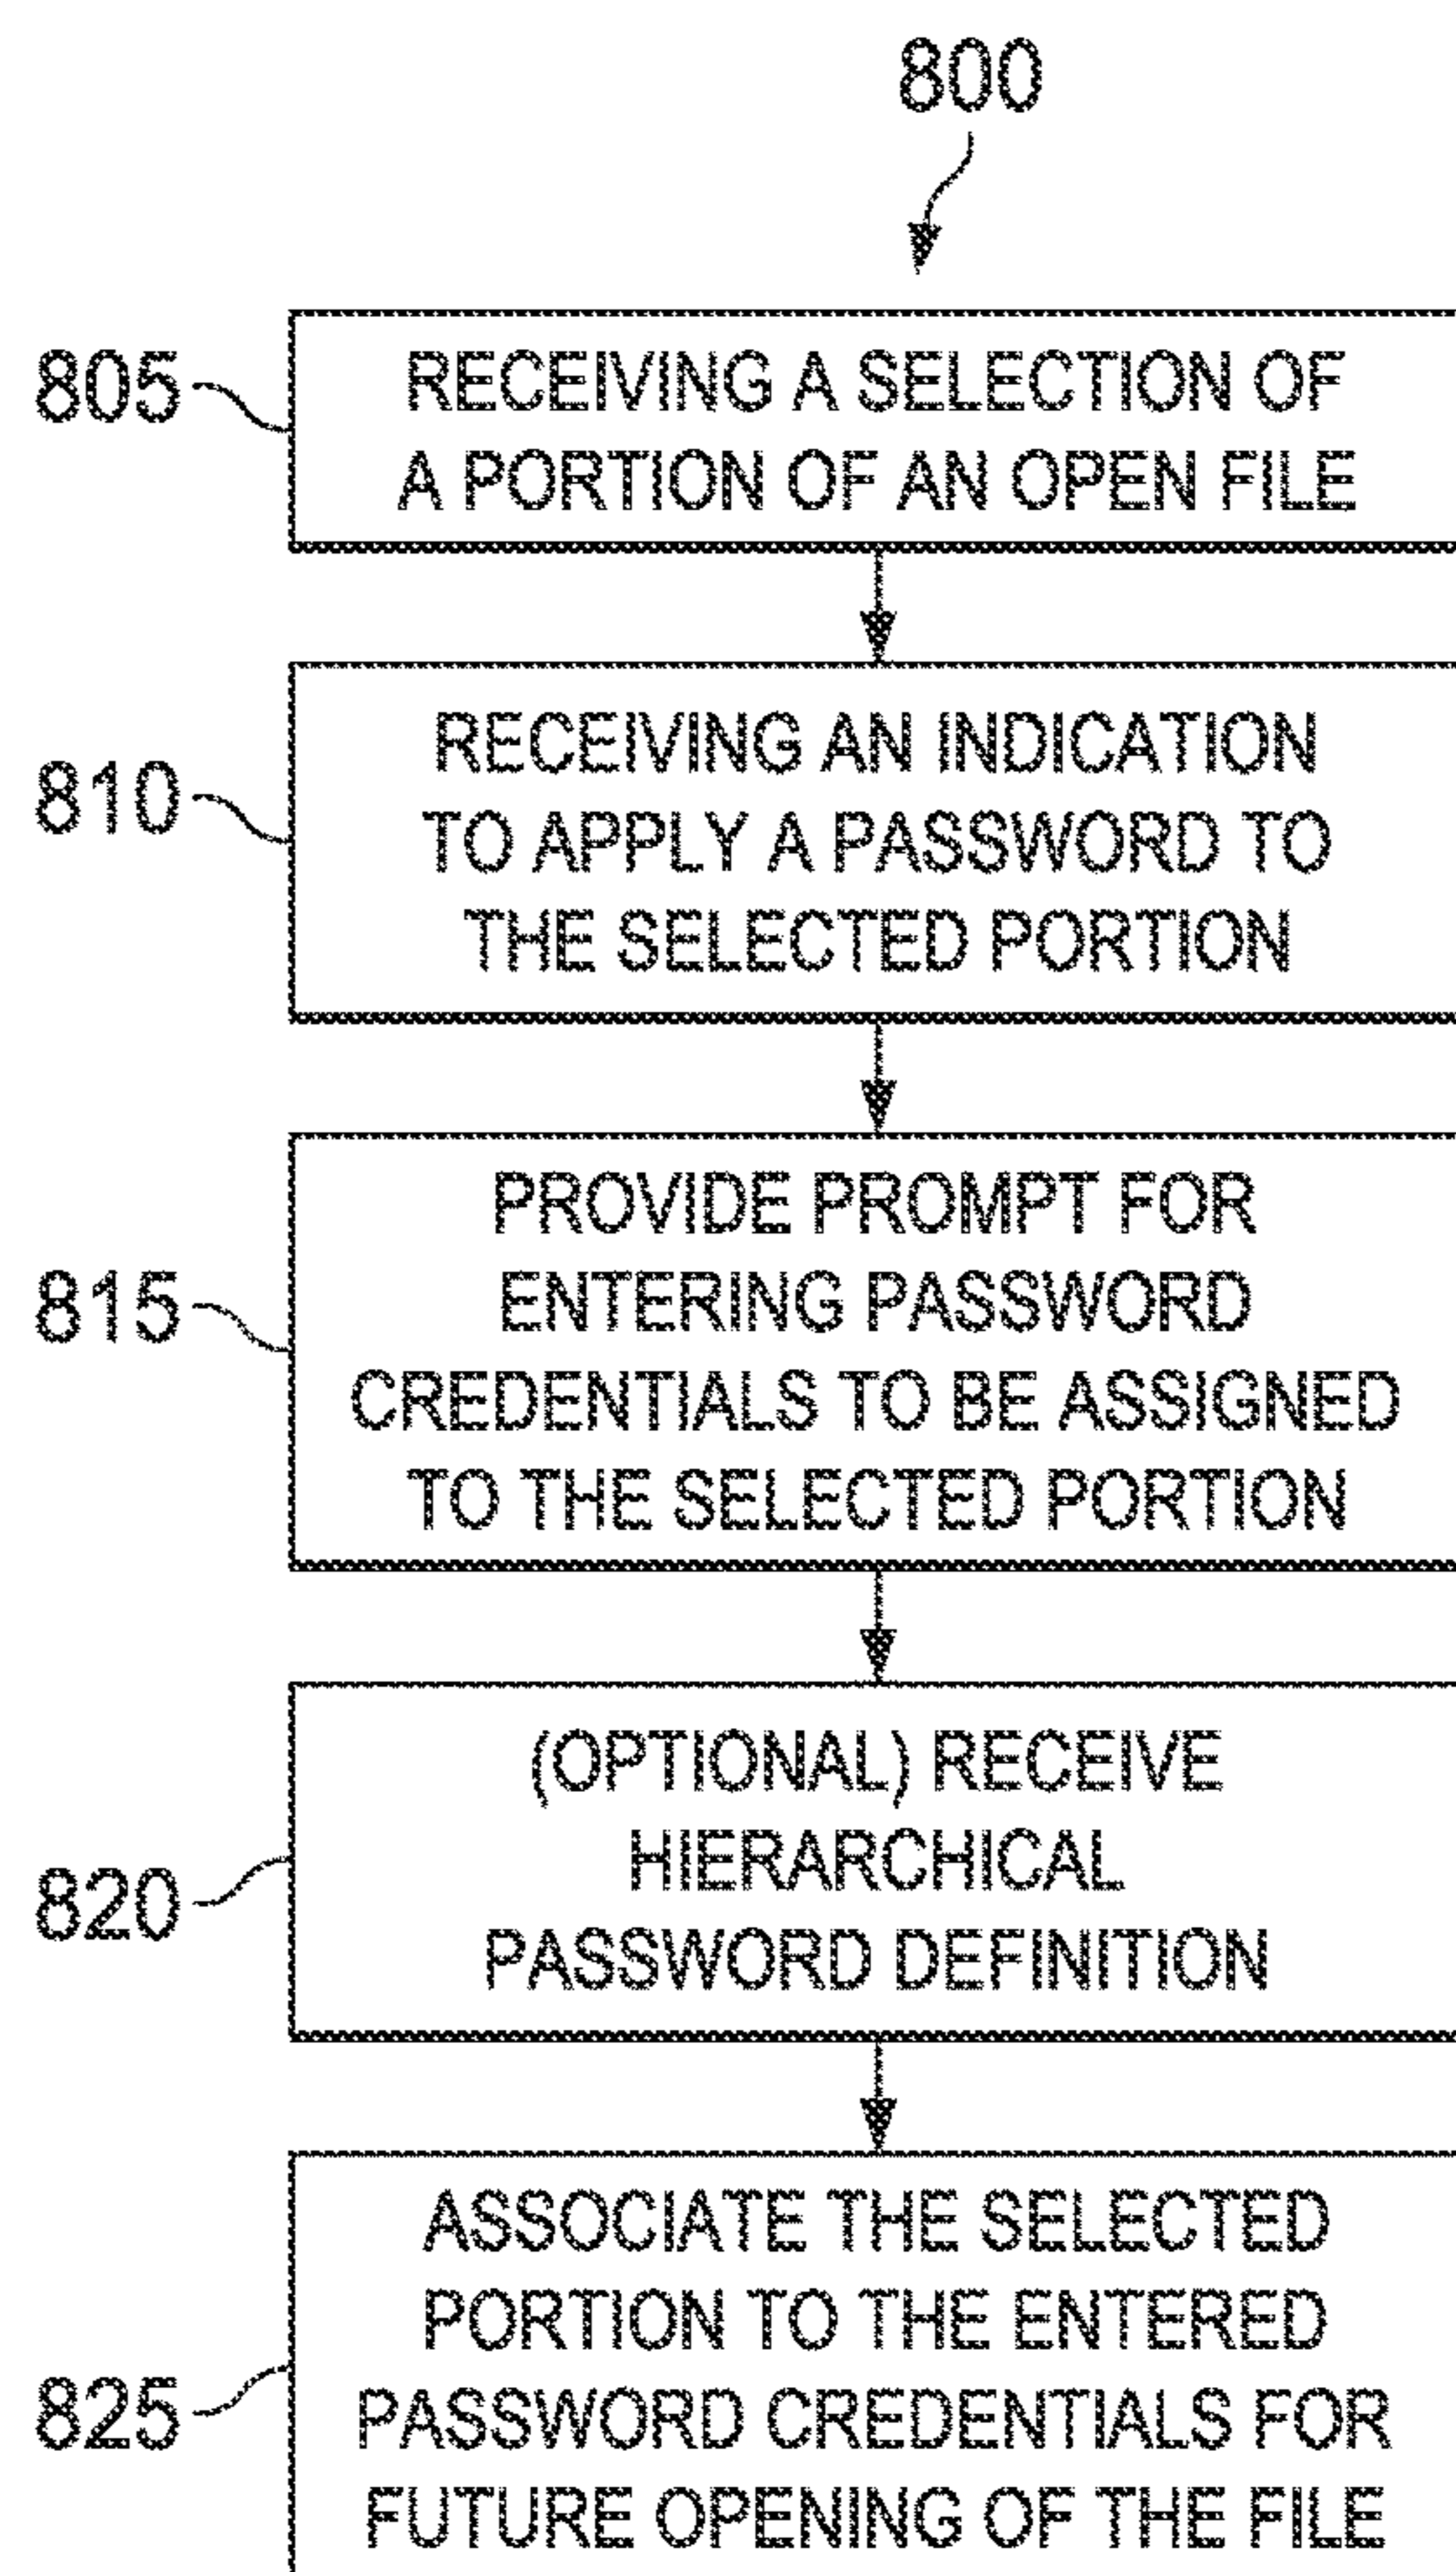 800
805
RECEIVING A SELECTION OF
A PORTION OF AN OPEN FILE
810
RECEIVING AN INDICATION
TO APPLY A PASSWORD TO
THE SELECTED PORTION
815
PROVIDE PROMPT FOR
ENTERING PASSWORD
CREDENTIALS TO BE ASSIGNED
TO THE SELECTED PORTION
820
(OPTIONAL) RECEIVE
HIERARCHICAL
PASSWORD DEFINITION
825
ASSOCIATE THE SELECTED
PORTION TO THE ENTERED
PASSWORD CREDENTIALS FOR
FUTURE OPENING OF THE FILE